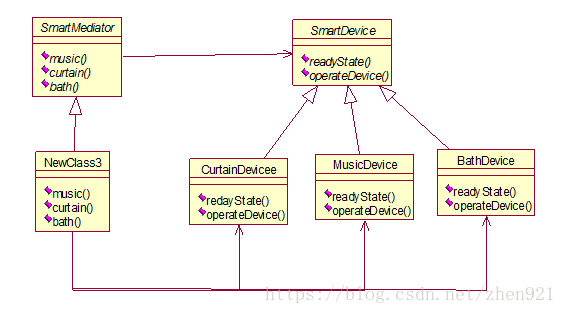 SmartMediator
music()
curtain()
bath()
SmartDevice
readyState()
operateDevice()
NewClass3
music()
curtain()
bath()
CurtainDevicee
redayState()
operateDevice()
MusicDevice
readyState()
operateDevice()
BathDevice
readyState()
operateDevice()
https://blog.csdn.net/zhen921